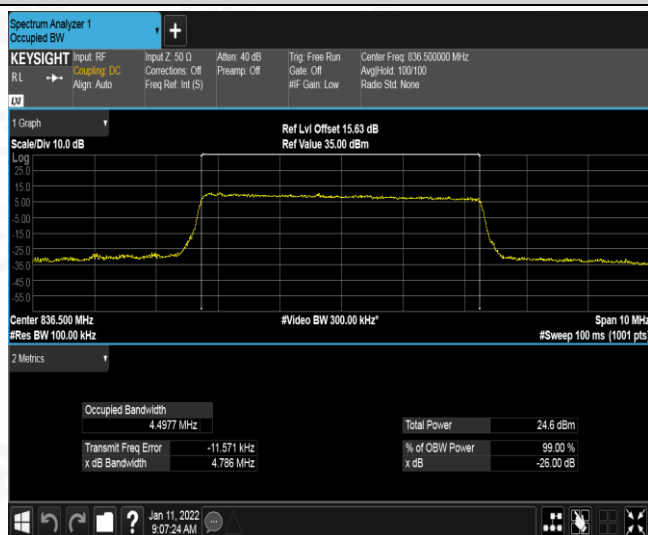 Spectrum Analyzer 1
Occupied BW
+
KEYSIGHT Input: RF Input Z: 50 Ω Atten: 40 dB Trig: Free Run Center Freq: 836.500000 MHz
RL Coupling: DC Corrections: Off Preamp: Off Gate: Off Avg|Hold: 100/100
Align: Auto Freq Ref: Int (S) #IF Gain: Low Radio Std: None
LXI
1 Graph
Ref Lvl Offset 15.63 dB
Scale/Div 10.0 dB Ref Value 35.00 dBm
Log
25.0
15.0
5.00
-5.00
-15.0
-25.0
-35.0
-45.0
-55.0
Center 836.500 MHz #Video BW 300.00 kHz* Span 10 MHz
#Res BW 100.00 kHz #Sweep 100 ms (1001 pts)
2 Metrics
Occupied Bandwidth
4.4977 MHz Total Power 24.6 dBm
Transmit Freq Error -11.571 kHz % of OBW Power 99.00 %
x dB Bandwidth 4.786 MHz x dB -26.00 dB
? Jan 11, 2022
9:07:24 AM